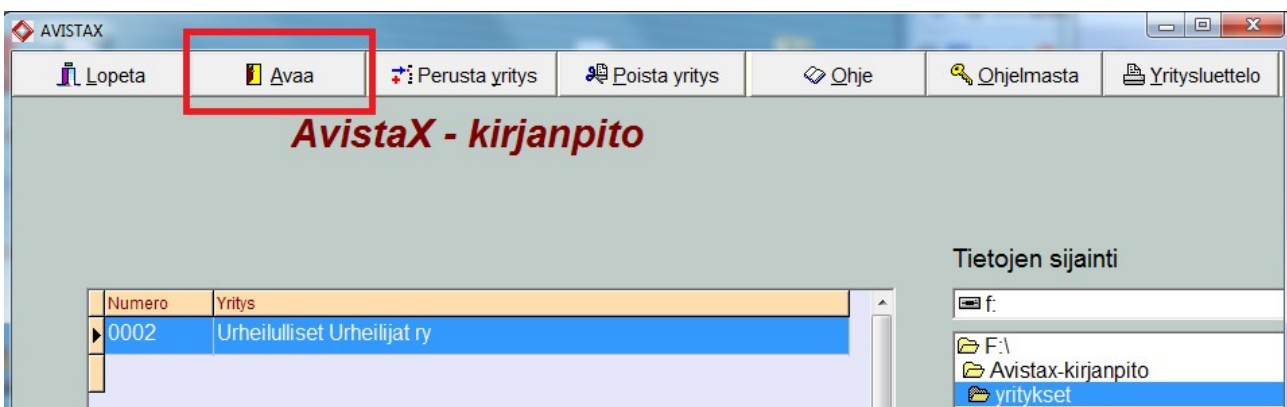 AVISTAX
Lopeta Avaa Perusta yritys Poista yritys Ohje Ohjelmasta Yritysluettelo
AvistaX - kirjanpito
Tietojen sijainti
Numero Yritys
f:
0002 Urheilulliset Urheilijat ry
F:\
Avistax-kirjanpito
yritykset